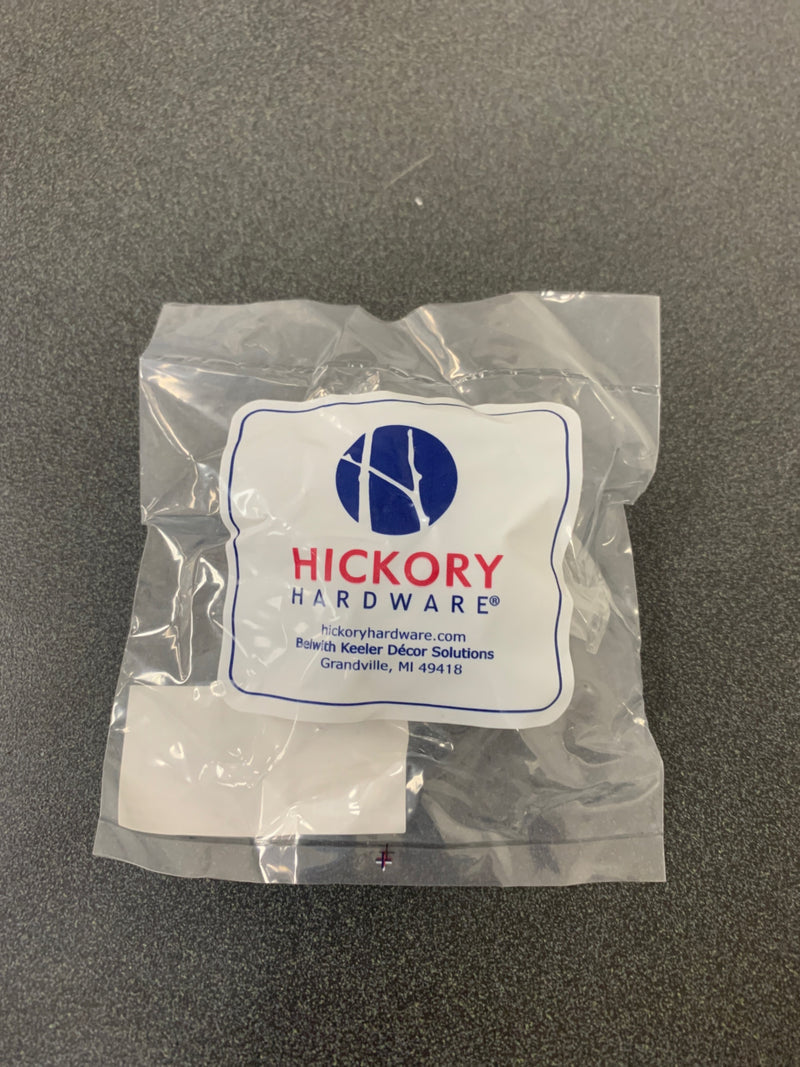 HICKORY
HARDWARE®
hickoryhardware.com
Belwith Keeler Décor Solutions
Grandville, MI 49418